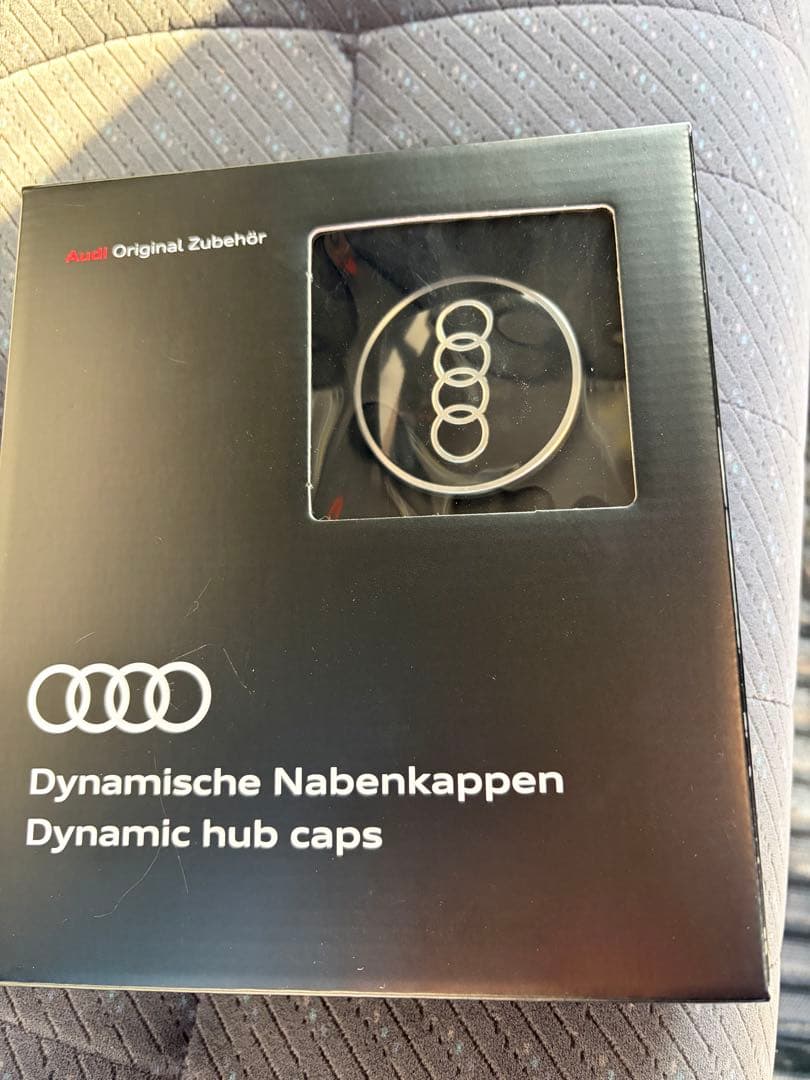 Audi Original Zubehör
Dynamische Nabenkappen
Dynamic hub caps